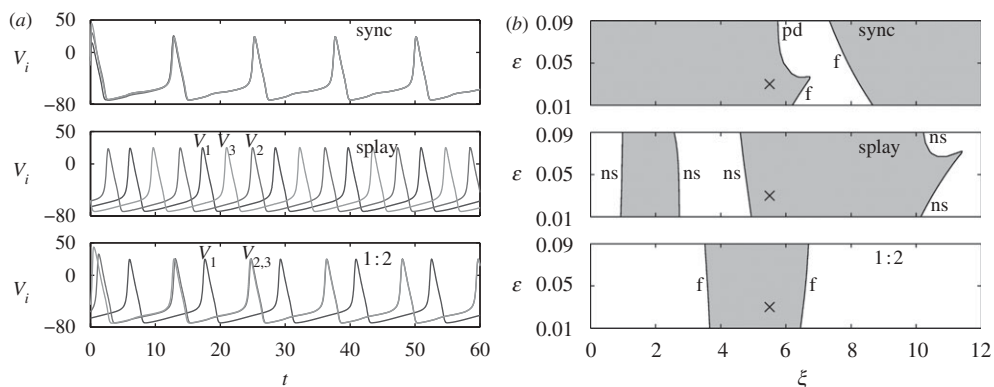 (a)
50
0
−80
V_i
sync
50
0
−80
V_i
V_1 V_3 V_2 splay
50
0
−80
V_i
V_1 V_2,3 1:2
0 10 20 30 40 50 60
t
(b)
0.09
ε 0.05
0.01
pd sync
f
f
0.09
ε 0.05
0.01
splay ns
ns ns ns
ns
0.09
ε 0.05
0.01
1:2
f f
0 2 4 6 8 10 12
ξ